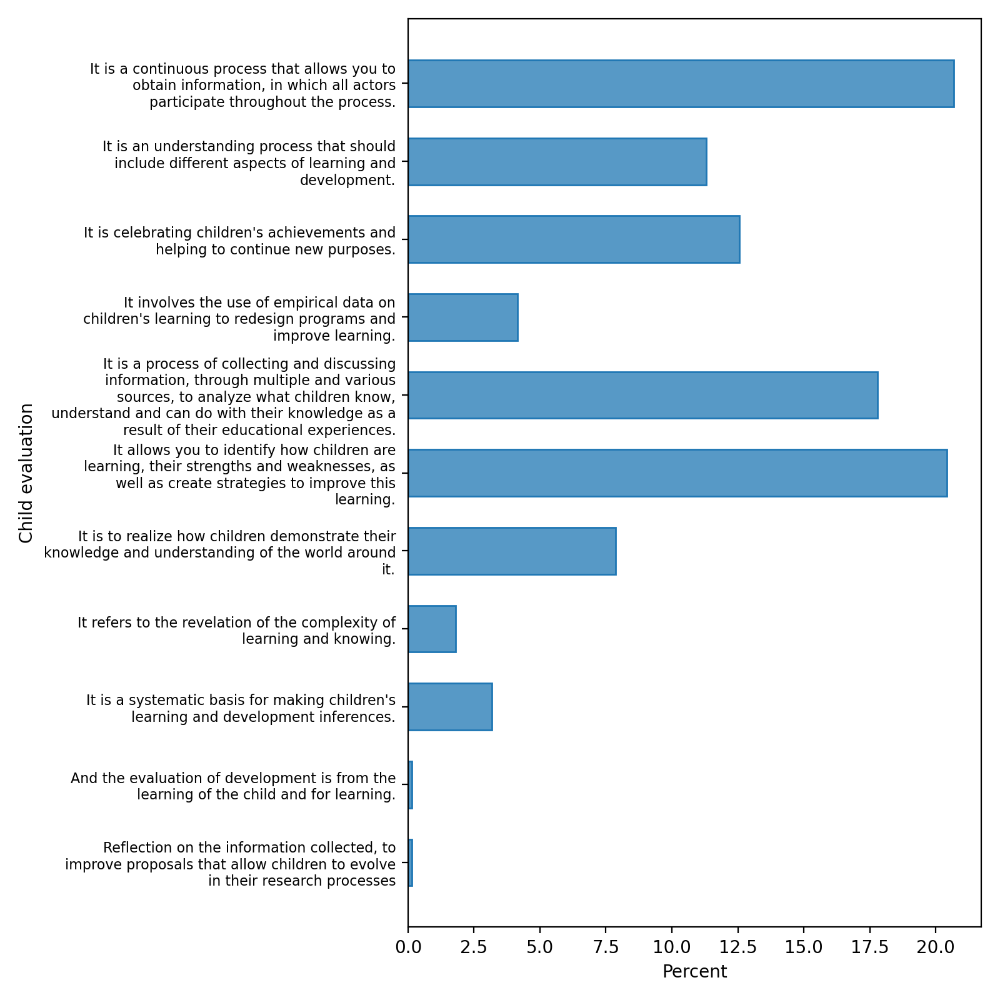 It is a continuous process that allows you to
obtain information, in which all actors
participate throughout the process.
It is an understanding process that should
include different aspects of learning and
development.
It is celebrating children's achievements and
helping to continue new purposes.
It involves the use of empirical data on
children's learning to redesign programs and
improve learning.
It is a process of collecting and discussing
information, through multiple and various
sources, to analyze what children know,
understand and can do with their knowledge as a
result of their educational experiences.
It allows you to identify how children are
learning, their strengths and weaknesses, as
well as create strategies to improve this
learning.
It is to realize how children demonstrate their
knowledge and understanding of the world around
it.
It refers to the revelation of the complexity of
learning and knowing.
It is a systematic basis for making children's
learning and development inferences.
And the evaluation of development is from the
learning of the child and for learning.
Reflection on the information collected, to
improve proposals that allow children to evolve
in their research processes
Child evaluation
0.0 2.5 5.0 7.5 10.0 12.5 15.0 17.5 20.0
Percent